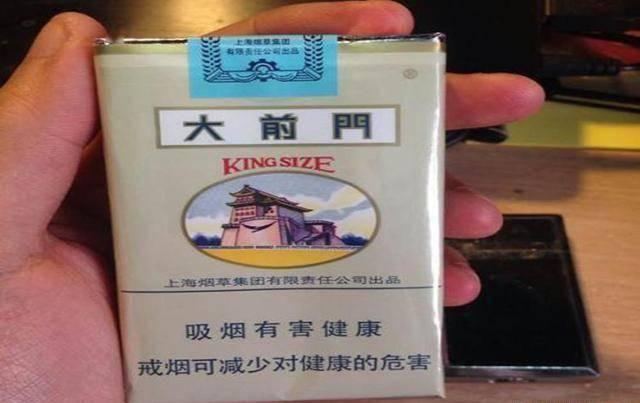 上海烟草集团
有限责任公司出品
®
大前門
KING SIZE
上海烟草集团有限责任公司出品
吸烟有害健康
戒烟可减少对健康的危害